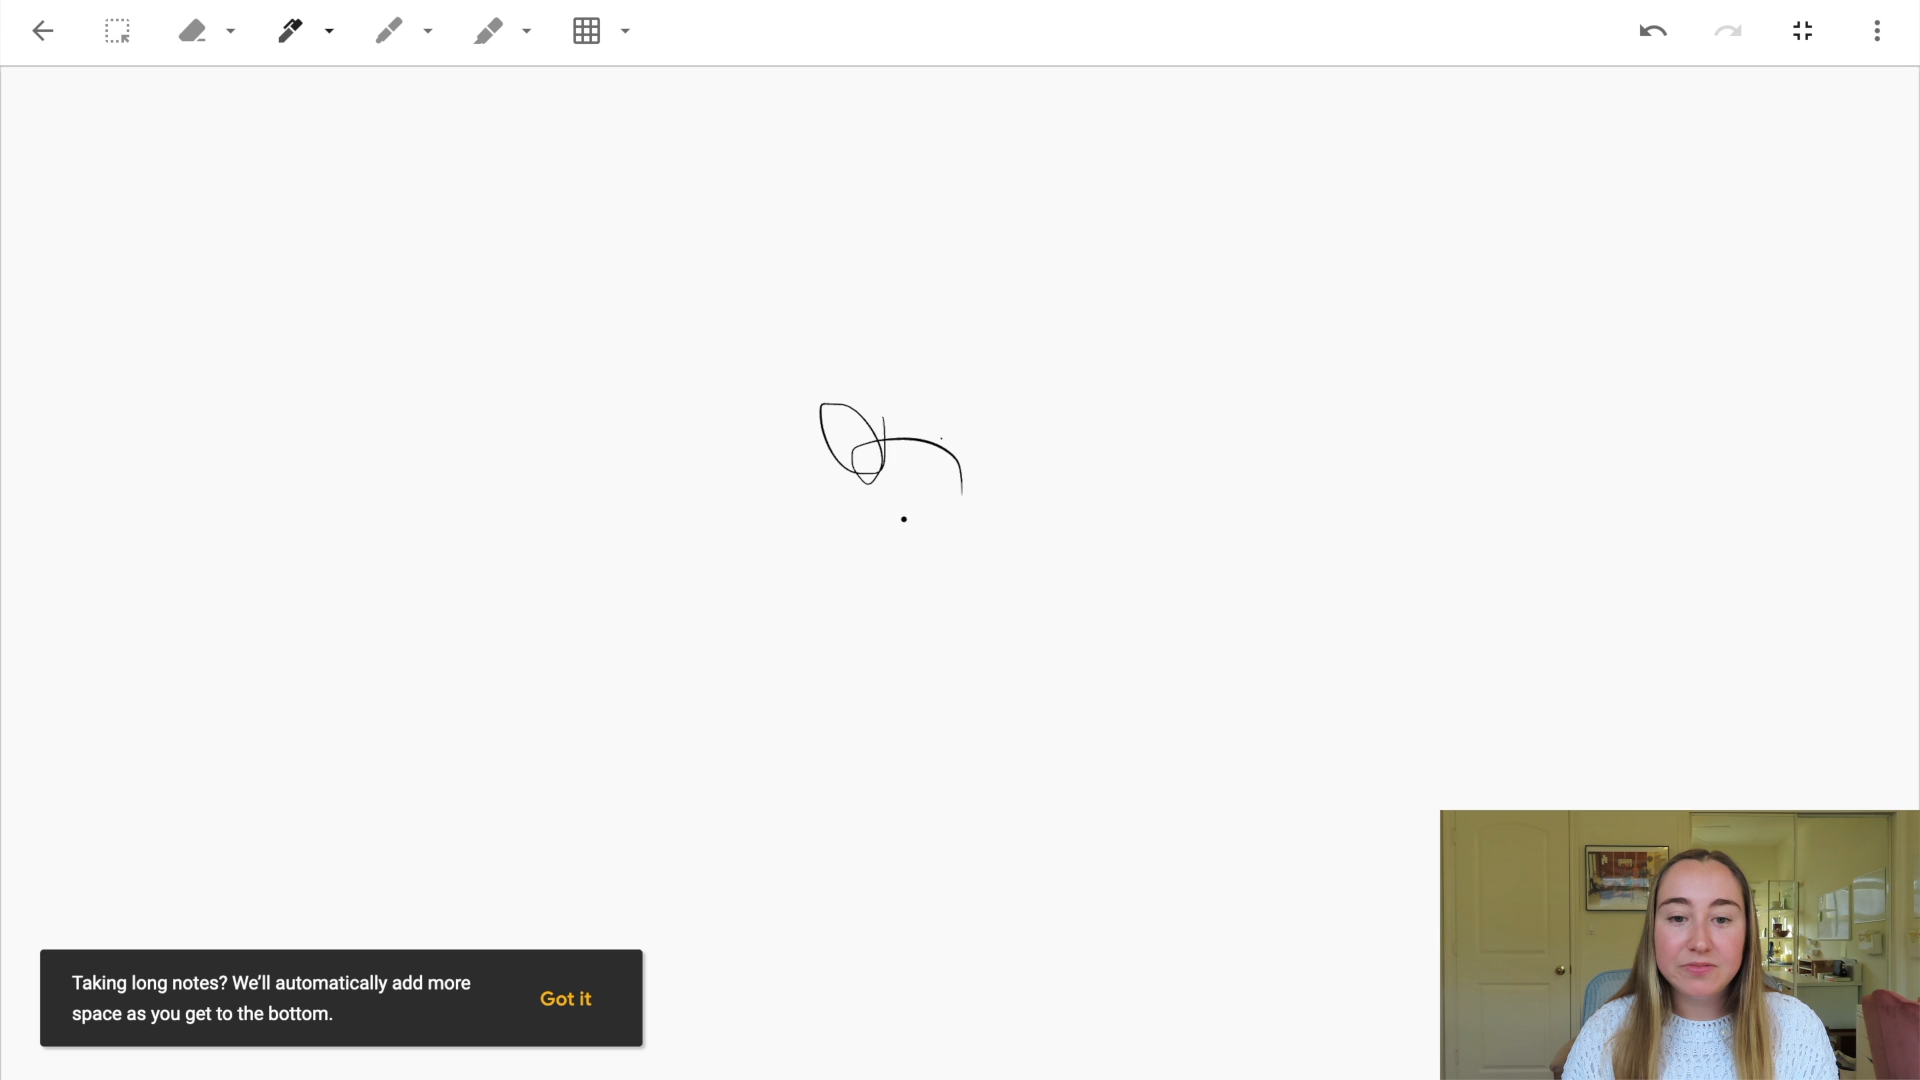 Taking long notes? We'll automatically add more
space as you get to the bottom.
Got it